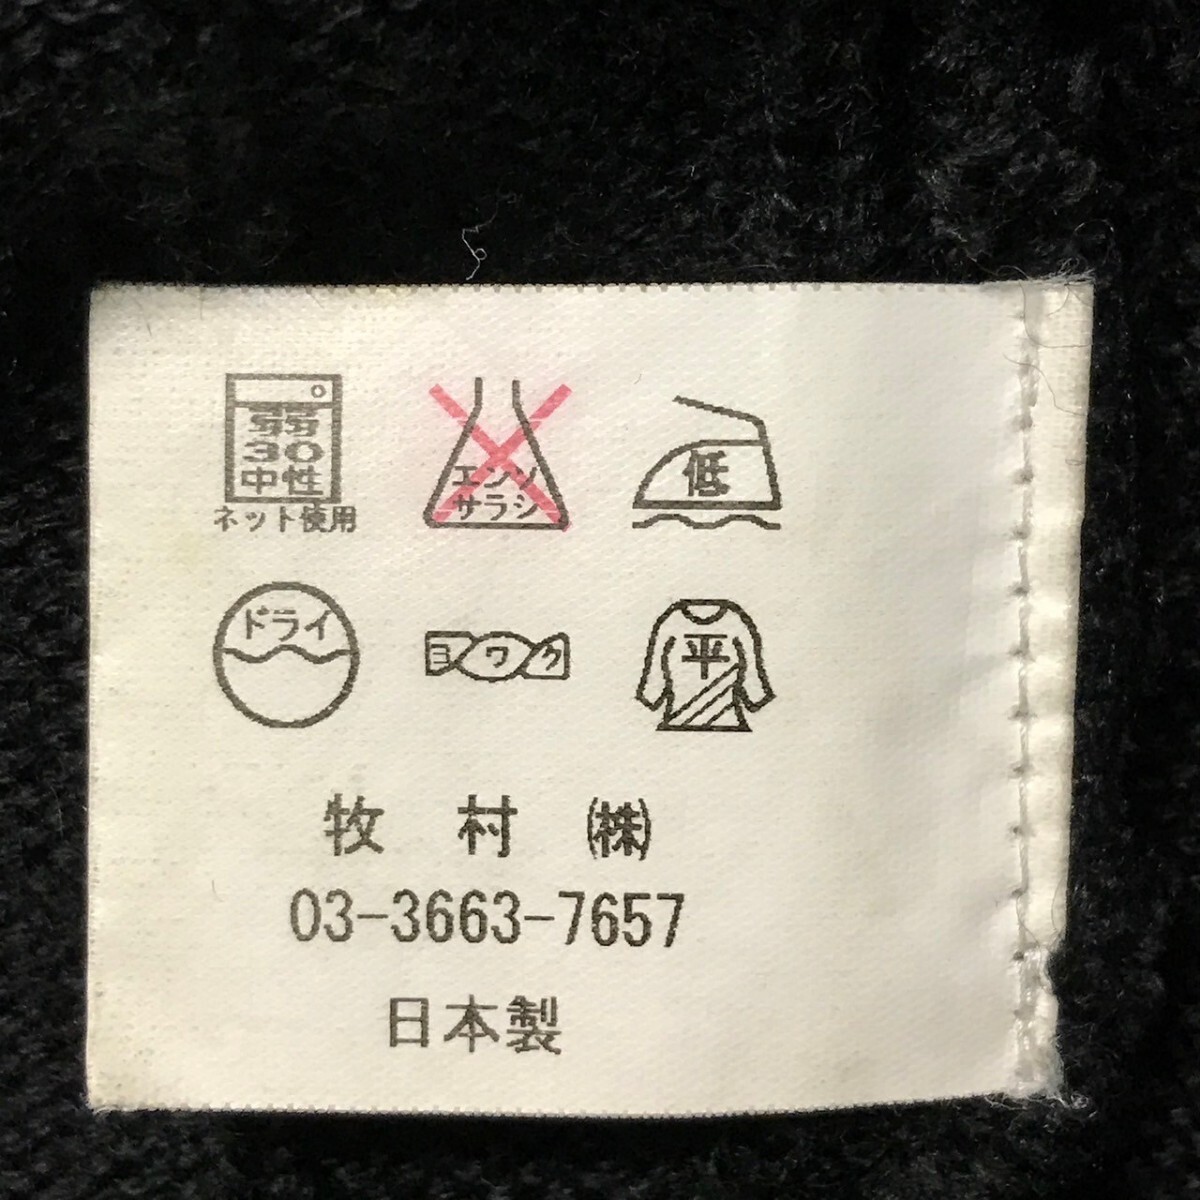 弱
30
中性
ネット使用
エンソ
サラシ
低
ドライ
ヨワク
平
牧 村 ㈱
03-3663-7657
日本製